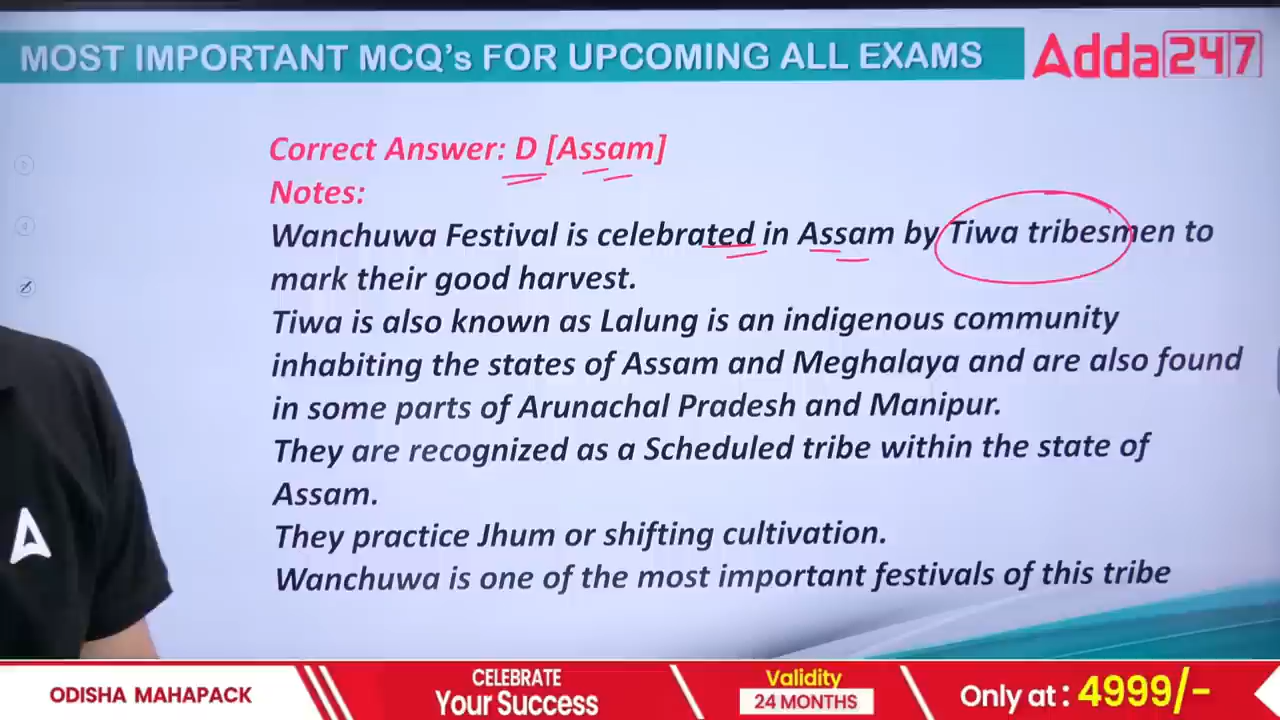 MOST IMPORTANT MCQ's FOR UPCOMING ALL EXAMS
Adda247
Correct Answer: D [Assam]
Notes:
Wanchuwa Festival is celebrated in Assam by Tiwa tribesmen to
mark their good harvest.
Tiwa is also known as Lalung is an indigenous community
inhabiting the states of Assam and Meghalaya and are also found
in some parts of Arunachal Pradesh and Manipur.
They are recognized as a Scheduled tribe within the state of
Assam.
They practice Jhum or shifting cultivation.
Wanchuwa is one of the most important festivals of this tribe
ODISHA MAHAPACK
CELEBRATE
Your Success
Validity
24 MONTHS
Only at : 4999/-